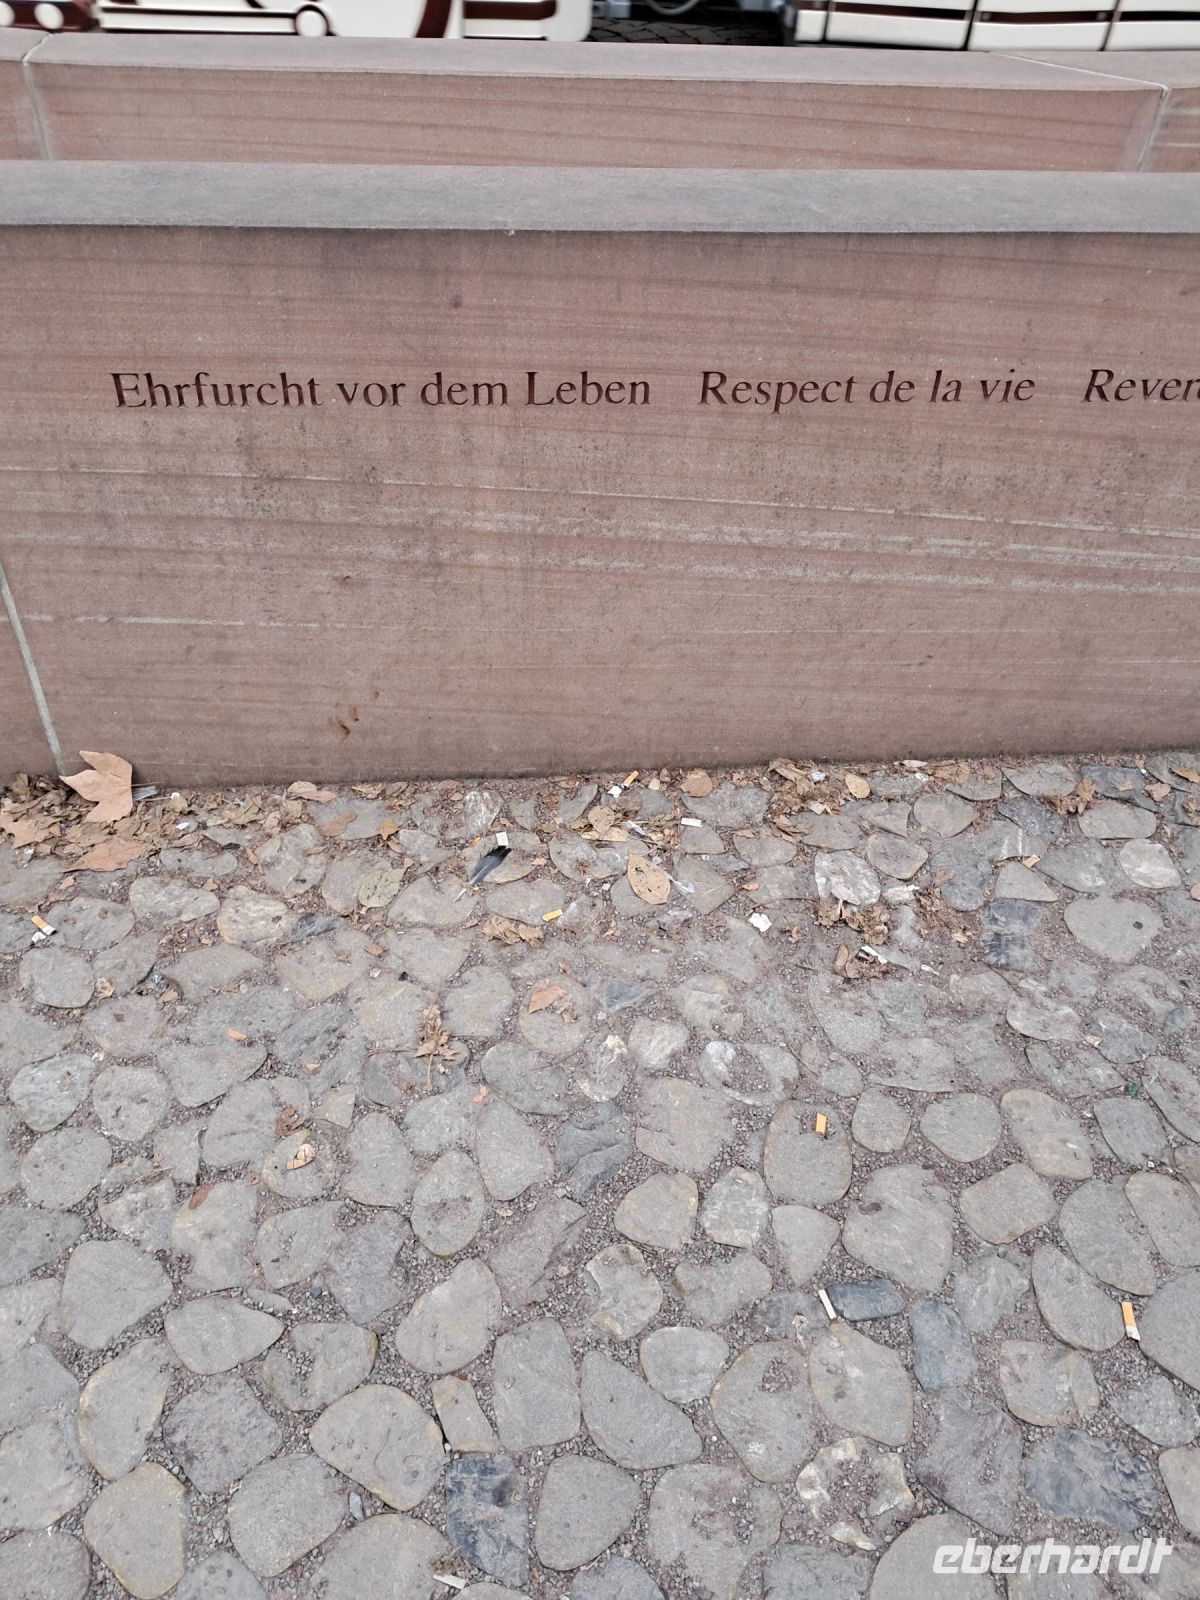 Ehrfurcht vor dem Leben Respect de la vie
eberhardt